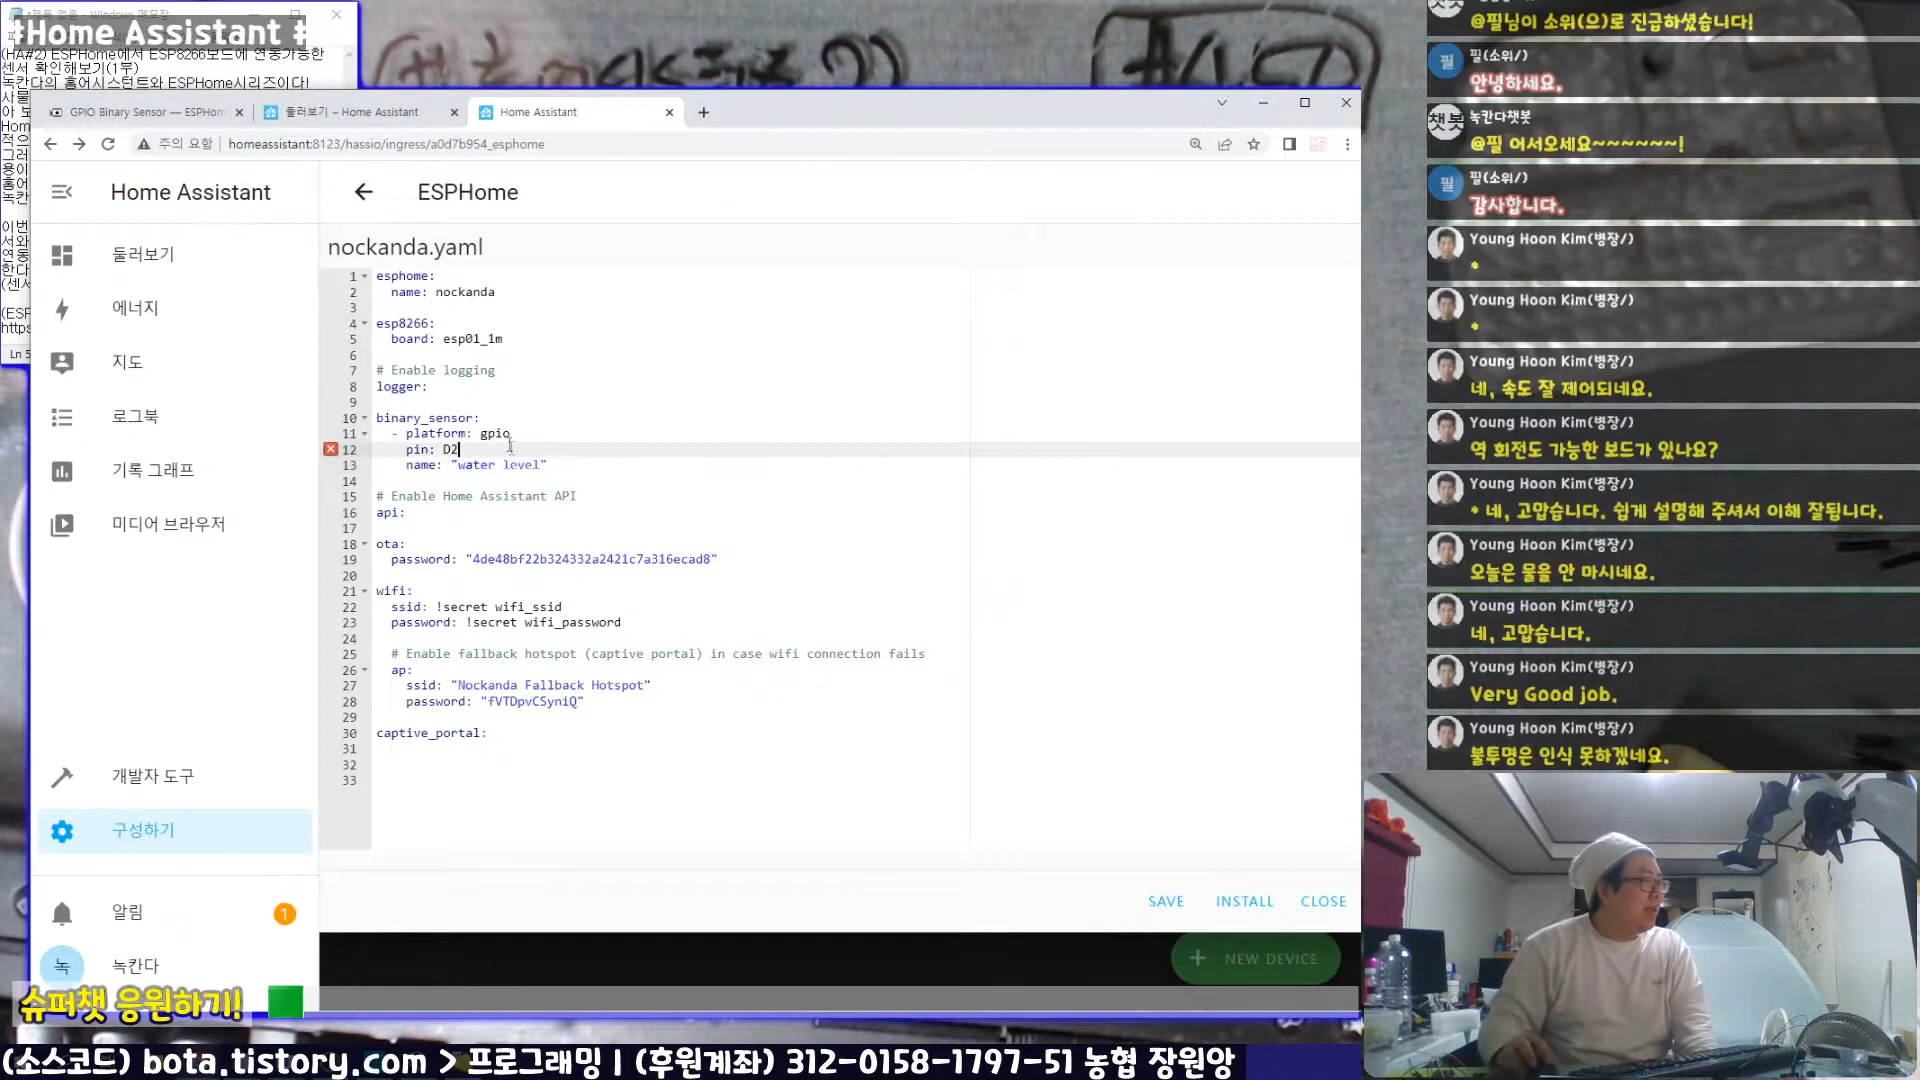 제목 없음 - Windows 메모장
#Home Assistant #
(HA#2) ESPHome에서 ESP8266보드에 연동가능한
센서 확인해보기(1부)
녹칸다의 홈어시스턴트와 ESPHome시리즈이다!
GPIO Binary Sensor — ESPHom
둘러보기 – Home Assistant
Home Assistant
주의 요함
homeassistant:8123/hassio/ingress/a0d7b954_esphome
Home Assistant
ESPHome
둘러보기
에너지
지도
로그북
기록 그래프
미디어 브라우저
개발자 도구
구성하기
알림
1
녹
녹칸다
nockanda.yaml
1 esphome:
2 name: nockanda
3
4 esp8266:
5 board: esp01_1m
6
7 # Enable logging
8 logger:
9
10 binary_sensor:
11 - platform: gpio
12 pin: D2
13 name: "water level"
14
15 # Enable Home Assistant API
16 api:
17
18 ota:
19 password: "4de48bf22b324332a2421c7a316ecad8"
20
21 wifi:
22 ssid: !secret wifi_ssid
23 password: !secret wifi_password
24
25 # Enable fallback hotspot (captive portal) in case wifi connection fails
26 ap:
27 ssid: "Nockanda Fallback Hotspot"
28 password: "fVTDpvCSyniQ"
29
30 captive_portal:
31
32
33
SAVE
INSTALL
CLOSE
NEW DEVICE
@필님이 소위(으)로 진급하셨습니다!
필
필(소위/)
안녕하세요.
챗봇
녹칸다챗봇
@필 어서오세요~~~~~~!
필
필(소위/)
감사합니다.
Young Hoon Kim(병장/)
*
Young Hoon Kim(병장/)
*
Young Hoon Kim(병장/)
네, 속도 잘 제어되네요.
Young Hoon Kim(병장/)
역 회전도 가능한 보드가 있나요?
Young Hoon Kim(병장/)
* 네, 고맙습니다. 쉽게 설명해 주셔서 이해 잘됩니다.
Young Hoon Kim(병장/)
오늘은 물을 안 마시네요.
Young Hoon Kim(병장/)
네, 고맙습니다.
Young Hoon Kim(병장/)
Very Good job.
Young Hoon Kim(병장/)
불투명은 인식 못하겠네요.
슈퍼챗 응원하기!
(소스코드) bota.tistory.com > 프로그래밍 | (후원계좌) 312-0158-1797-51 농협 장원앙